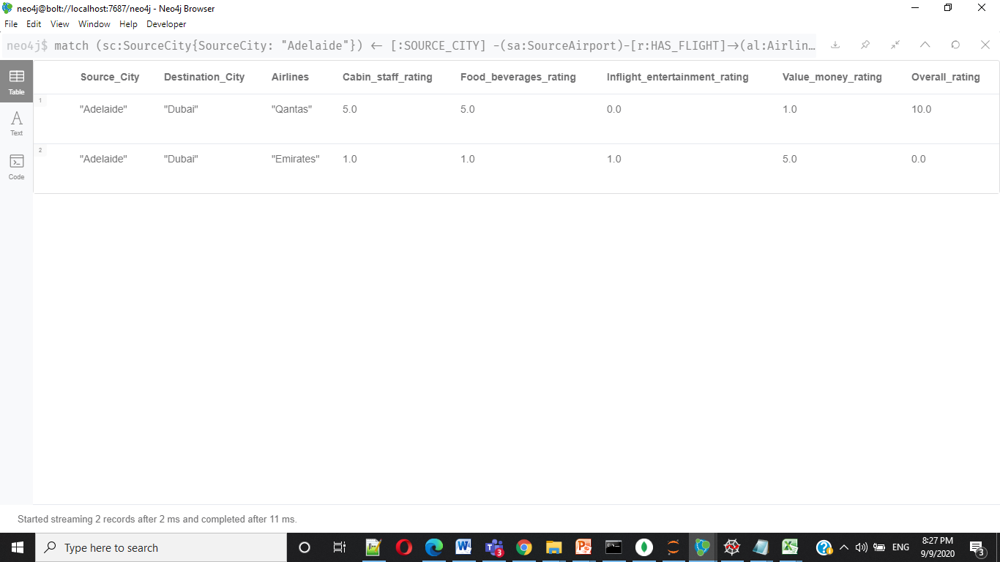 neo4j@bolt://localhost:7687/neo4j - Neo4j Browser
File Edit View Window Help Developer
neo4j$ match (sc:SourceCity{SourceCity: "Adelaide"}) <- [:SOURCE_CITY] -(sa:SourceAirport)-[r:HAS_FLIGHT]->(al:Airlin…
Table
Source_City Destination_City Airlines Cabin_staff_rating Food_beverages_rating Inflight_entertainment_rating Value_money_rating Overall_rating
1 "Adelaide" "Dubai" "Qantas" 5.0 5.0 0.0 1.0 10.0
A
Text
2 "Adelaide" "Dubai" "Emirates" 1.0 1.0 1.0 5.0 0.0
Code
Started streaming 2 records after 2 ms and completed after 11 ms.
Type here to search
3
ENG
8:27 PM
9/9/2020
3